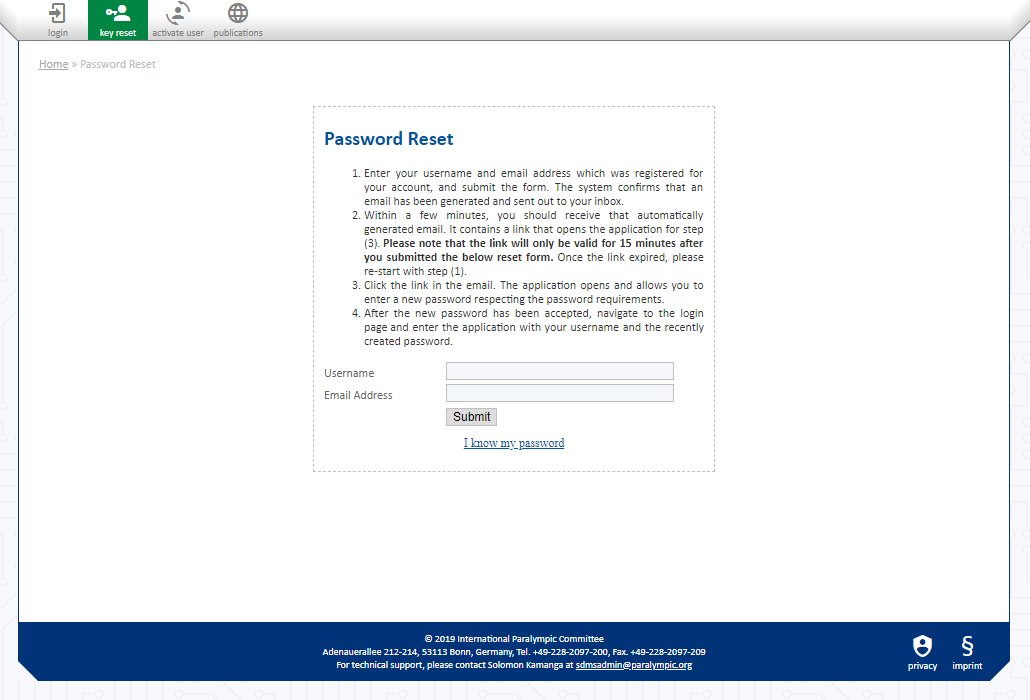 login
key reset
activate user
publications
Home » Password Reset
Password Reset
1. Enter your username and email address which was registered for
your account, and submit the form. The system confirms that an
email has been generated and sent out to your inbox.
2. Within a few minutes, you should receive that automatically
generated email. It contains a link that opens the application for step
(3). Please note that the link will only be valid for 15 minutes after
you submitted the below reset form. Once the link expired, please
re-start with step (1).
3. Click the link in the email. The application opens and allows you to
enter a new password respecting the password requirements.
4. After the new password has been accepted, navigate to the login
page and enter the application with your username and the recently
created password.
Username
Email Address
Submit
I know my password
© 2019 International Paralympic Committee
Adenauerallee 212-214, 53113 Bonn, Germany, Tel. +49-228-2097-200, Fax. +49-228-2097-209
For technical support, please contact Solomon Kamanga at sdmsadmin@paralympic.org
privacy
§
imprint